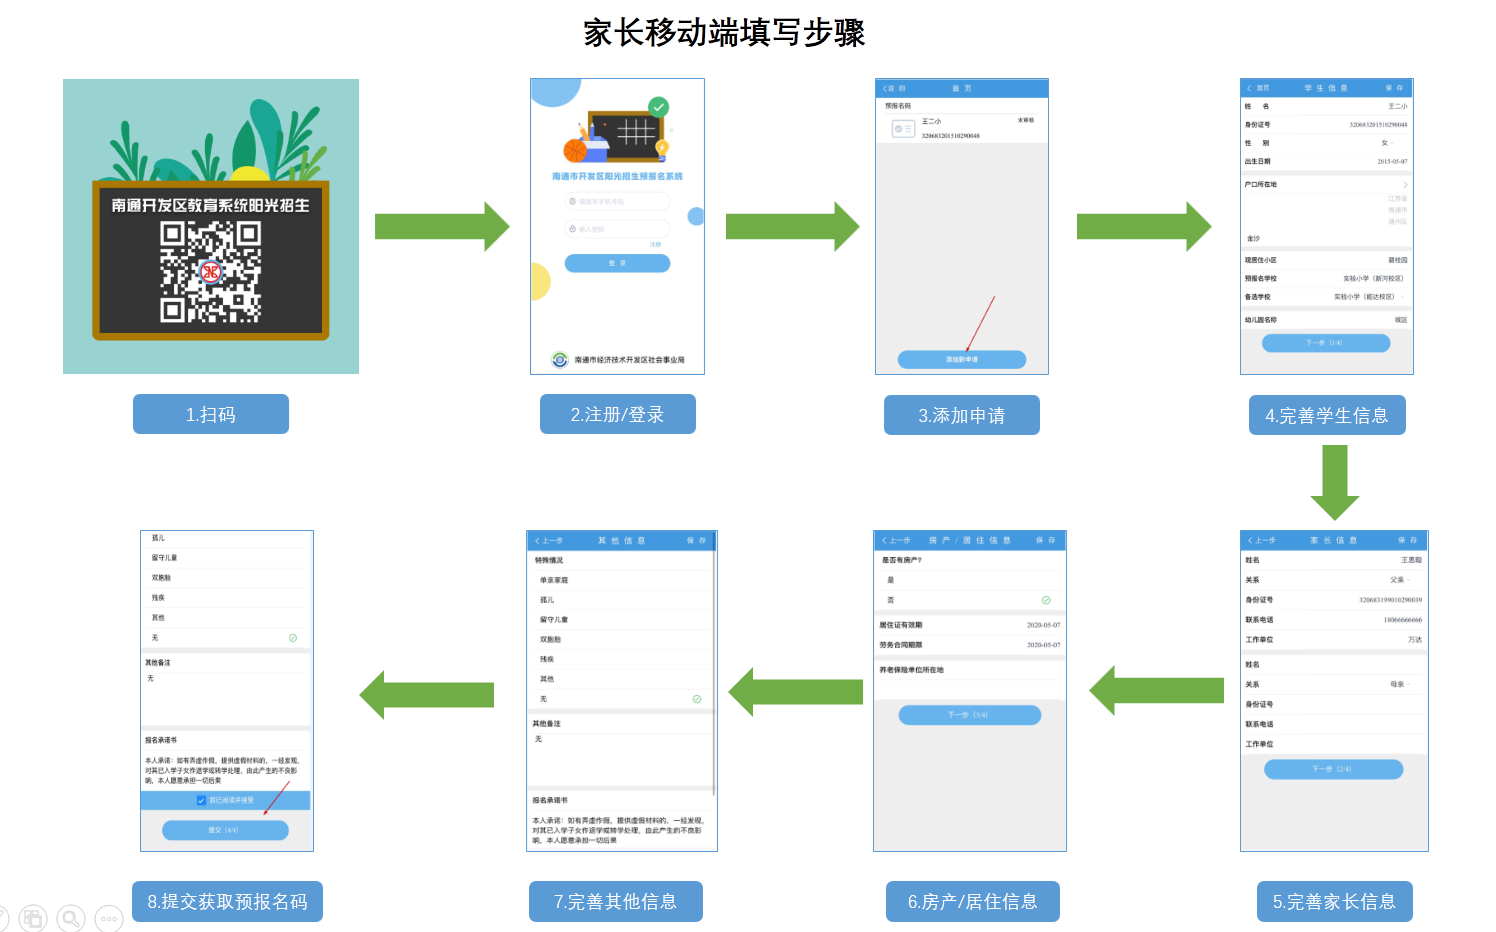 家长移动端填写步骤
南通开发区教育系统阳光招生
1.扫码
南通市开发区阳光招生预报名系统
请填写手机号码
输入密码
注册
登 录
南通市经济技术开发区社会事业局
2.注册/登录
返 回
首 页
预报名码
王二小
未审核
320683201510290048
添加新申请
3.添加申请
首页
学 生 信 息
保 存
姓 名
王二小
身份证号
320683201510290048
性 别
女
出生日期
2015-05-07
户口所在地
江苏省
南通市
通州区
金沙
现居住小区
碧桂园
预报名学校
实验小学（新河校区）
备选学校
实验小学（能达校区）
幼儿园名称
城区
下一步（1/4）
4.完善学生信息
上一步
家 长 信 息
保 存
姓名
关系
父亲
身份证号
320683199010290039
联系电话
18066666666
工作单位
万达
姓名
关系
母亲
身份证号
联系电话
工作单位
下一步（2/4）
5.完善家长信息
上一步
房 产 / 居 住 信 息
保 存
是否有房产?
是
否
居住证有效期
2020-05-07
劳务合同期限
2020-05-07
养老保险单位所在地
下一步（3/4）
6.房产/居住信息
上一步
其 他 信 息
保 存
特殊情况
单亲家庭
孤儿
留守儿童
双胞胎
残疾
其他
无
其他备注
无
报名承诺书
本人承诺：如有弄虚作假，提供虚假材料的，一经发现，
对其已入学子女作退学或转学处理，由此产生的不良影
响，本人愿意承担一切后果
7.完善其他信息
孤儿
留守儿童
双胞胎
残疾
其他
无
其他备注
无
报名承诺书
本人承诺：如有弄虚作假，提供虚假材料的，一经发现，
对其已入学子女作退学或转学处理，由此产生的不良影
响，本人愿意承担一切后果
我已阅读并接受
提交（4/4）
8.提交获取预报名码